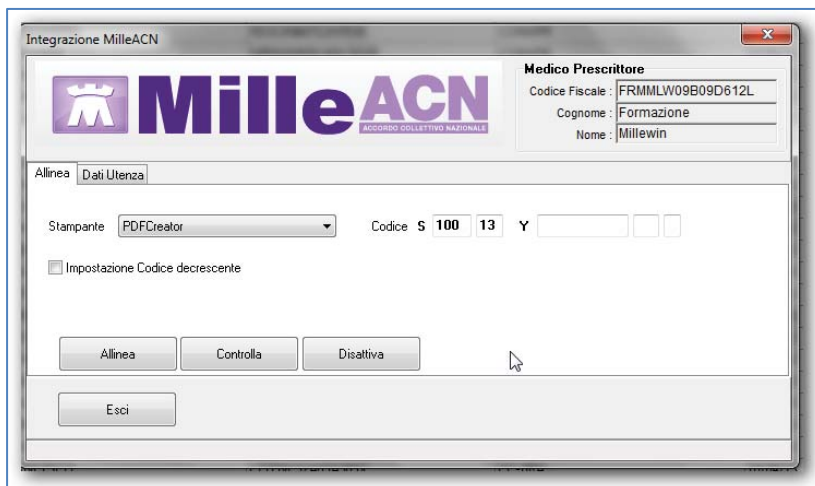 Integrazione MilleACN
MilleACN
ACCORDO COLLETTIVO NAZIONALE
Medico Prescrittore
Codice Fiscale : FRMMLW09B09D612L
Cognome : Formazione
Nome : Millewin
Allinea Dati Utenza
Stampante PDFCreator Codice S 100 13 Y
Impostazione Codice decrescente
Allinea Controlla Disattiva
Esci